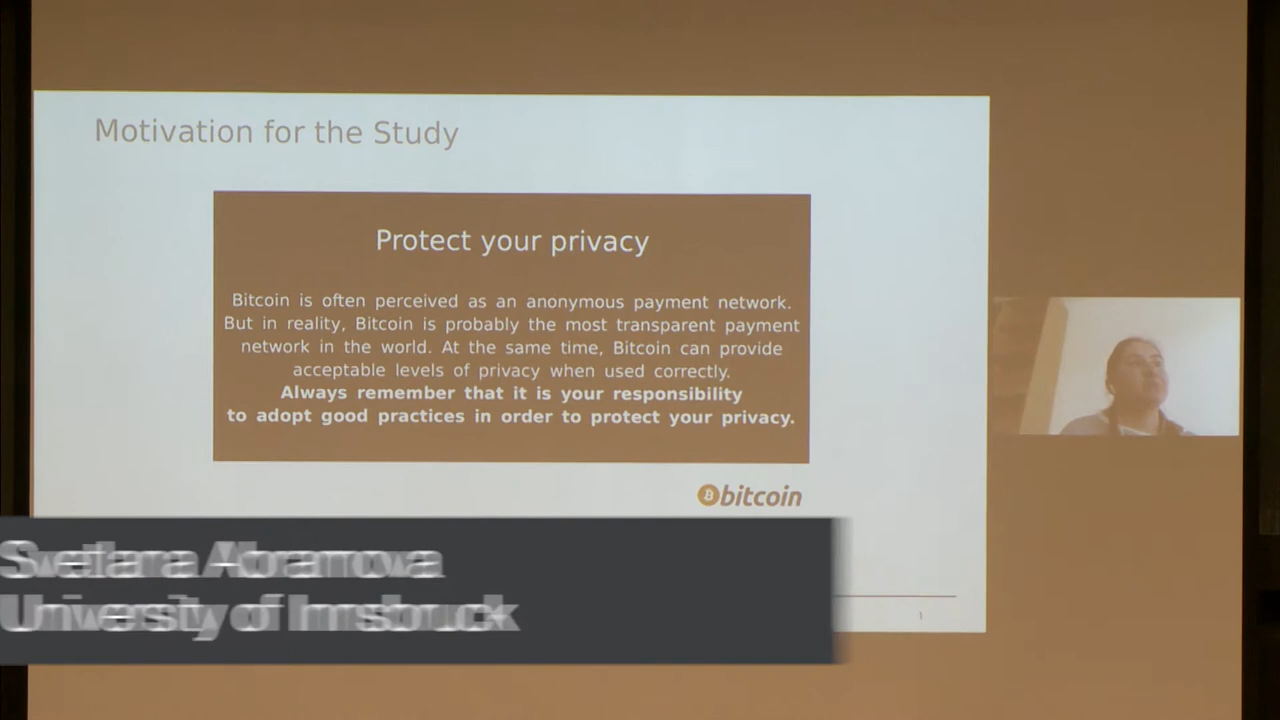 Motivation for the Study
Protect your privacy
Bitcoin is often perceived as an anonymous payment network.
But in reality, Bitcoin is probably the most transparent payment
network in the world. At the same time, Bitcoin can provide
acceptable levels of privacy when used correctly.
Always remember that it is your responsibility
to adopt good practices in order to protect your privacy.
bitcoin
1
Svetlana Abramova
University of Innsbruck